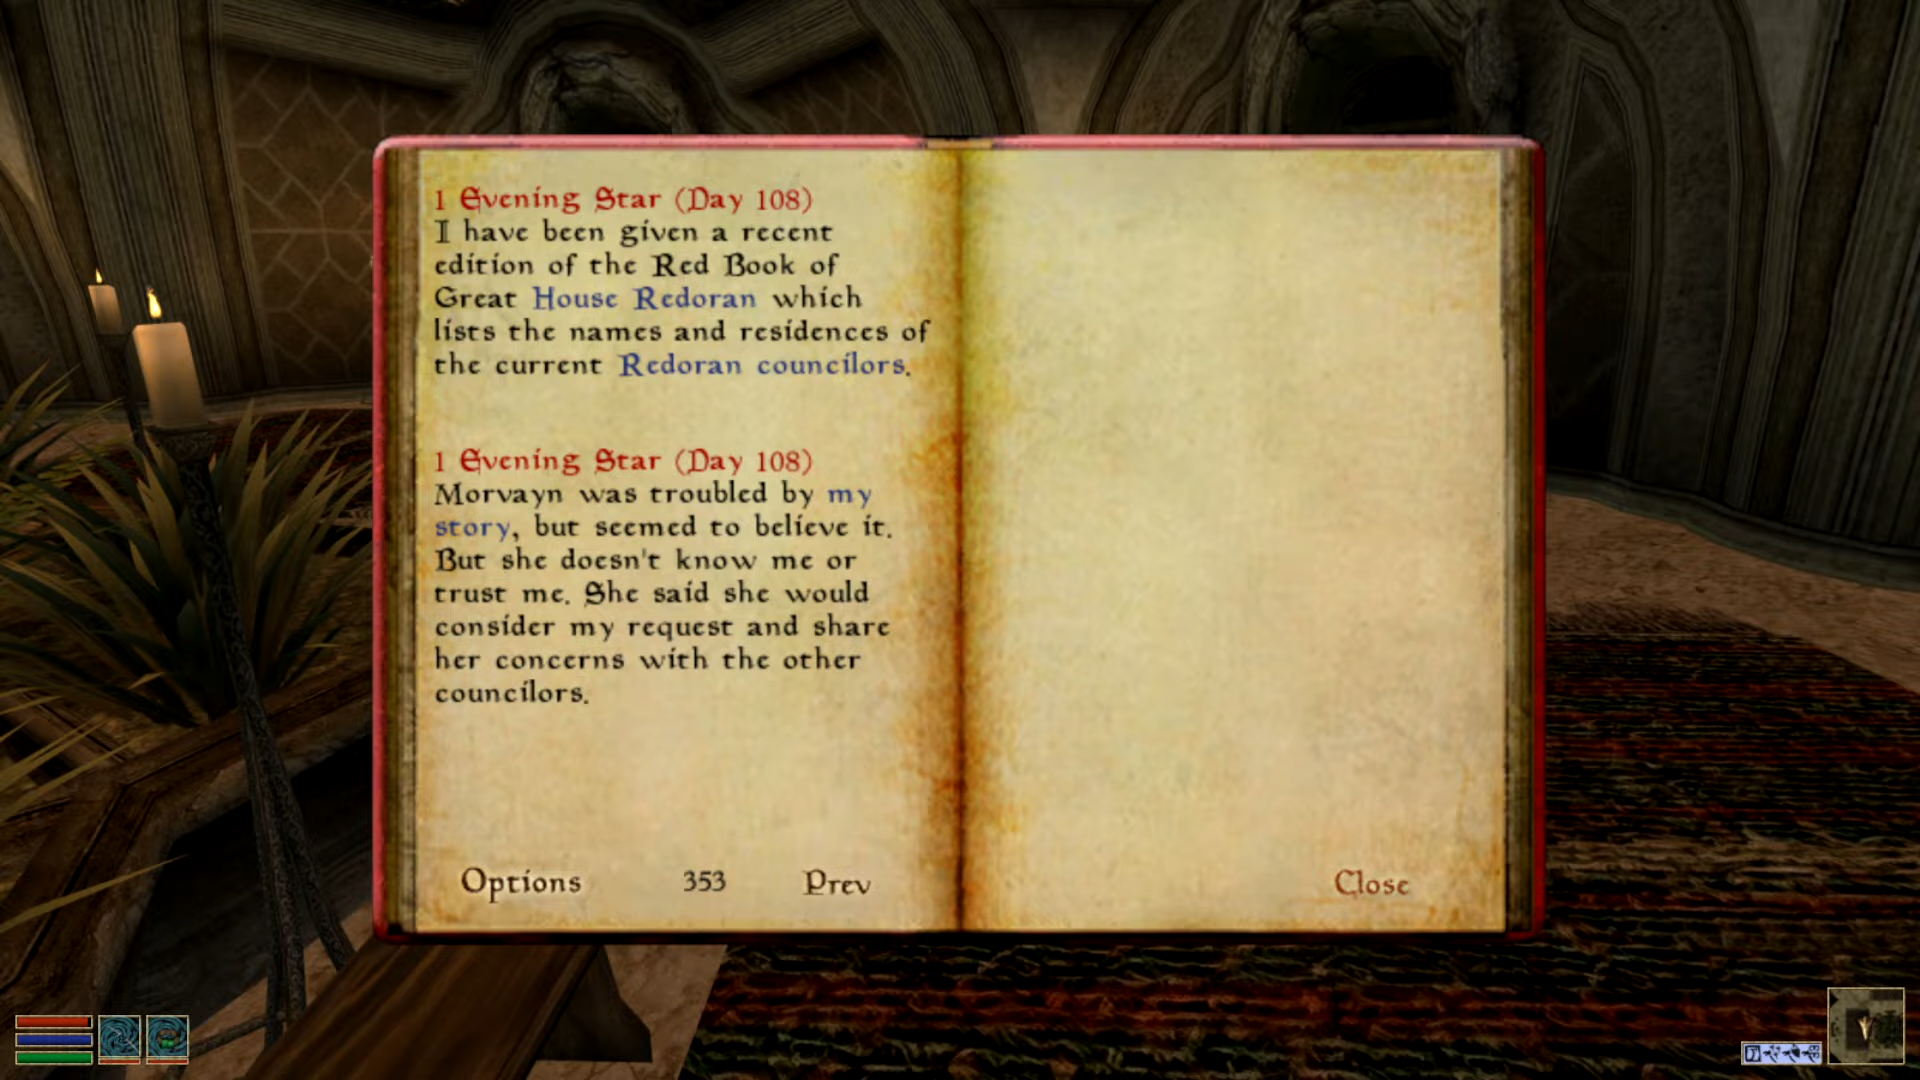 1 Evening Star (Day 108)
I have been given a recent
edition of the Red Book of
Great House Redoran which
lists the names and residences of
the current Redoran councilors.
1 Evening Star (Day 108)
Morvayn was troubled by my
story, but seemed to believe it.
But she doesn't know me or
trust me. She said she would
consider my request and share
her concerns with the other
councilors.
Options 353 Prev Close